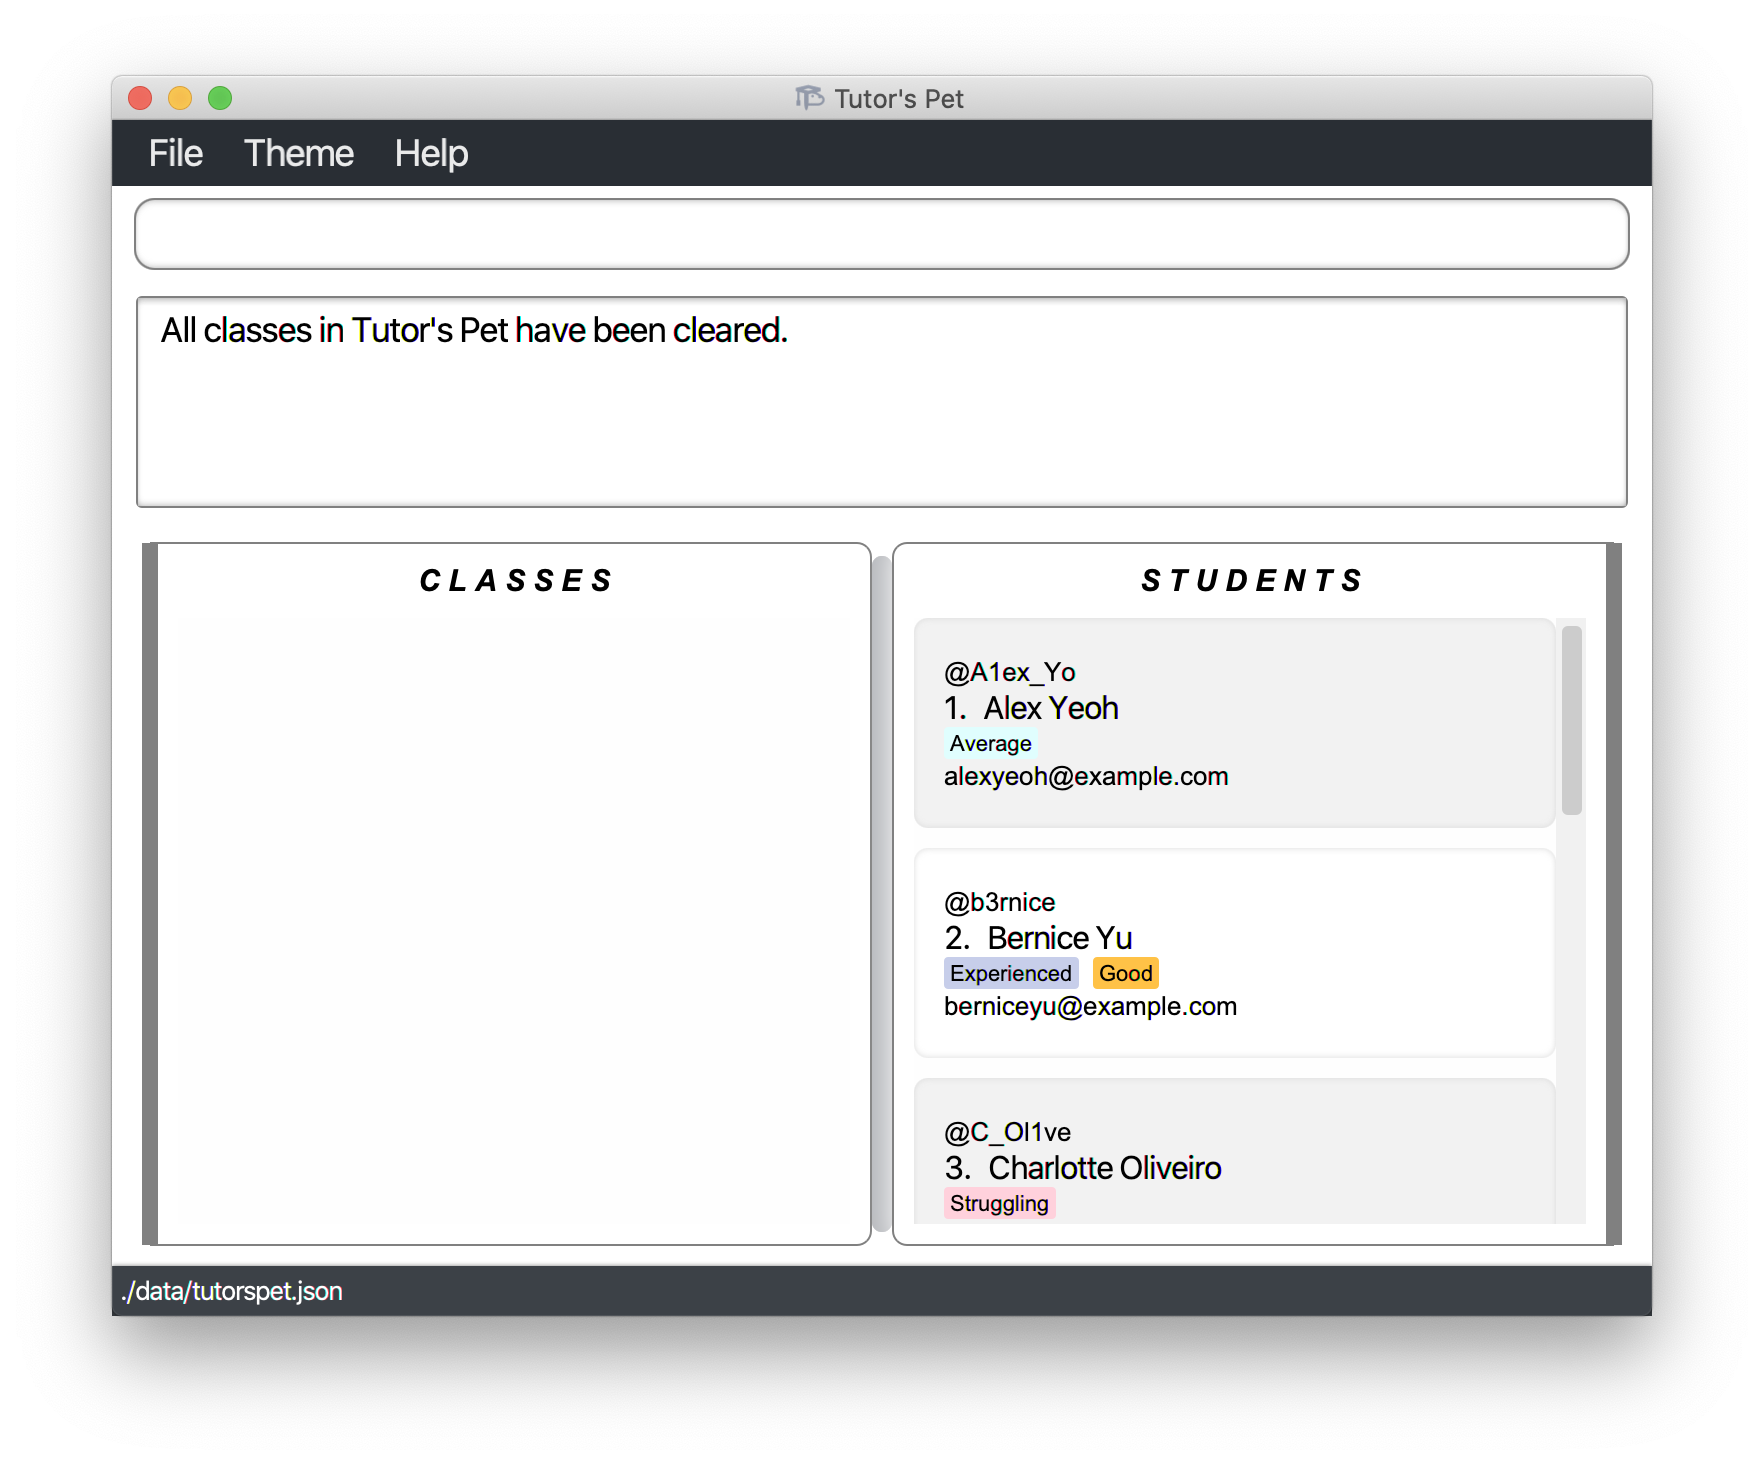 Tutor's Pet
File Theme Help
All classes in Tutor's Pet have been cleared.
CLASSES
STUDENTS
@A1ex_Yo
1. Alex Yeoh
Average
alexyeoh@example.com
@b3rnice
2. Bernice Yu
Experienced Good
berniceyu@example.com
@C_Ol1ve
3. Charlotte Oliveiro
Struggling
./data/tutorspet.json